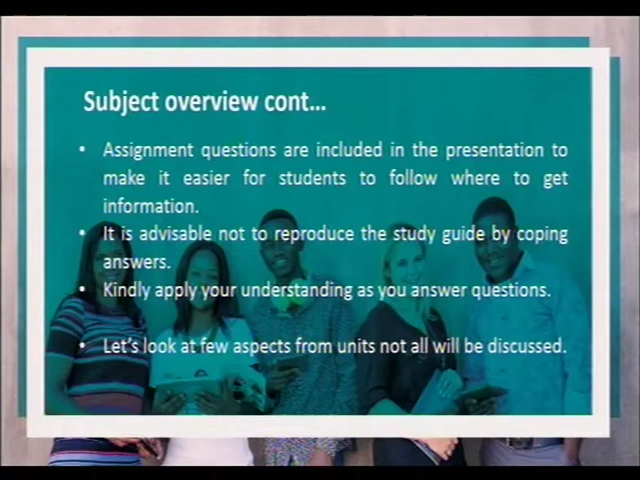 Subject overview cont...
• Assignment questions are included in the presentation to
make it easier for students to follow where to get
information.
• It is advisable not to reproduce the study guide by coping
answers.
• Kindly apply your understanding as you answer questions.
• Let's look at few aspects from units not all will be discussed.